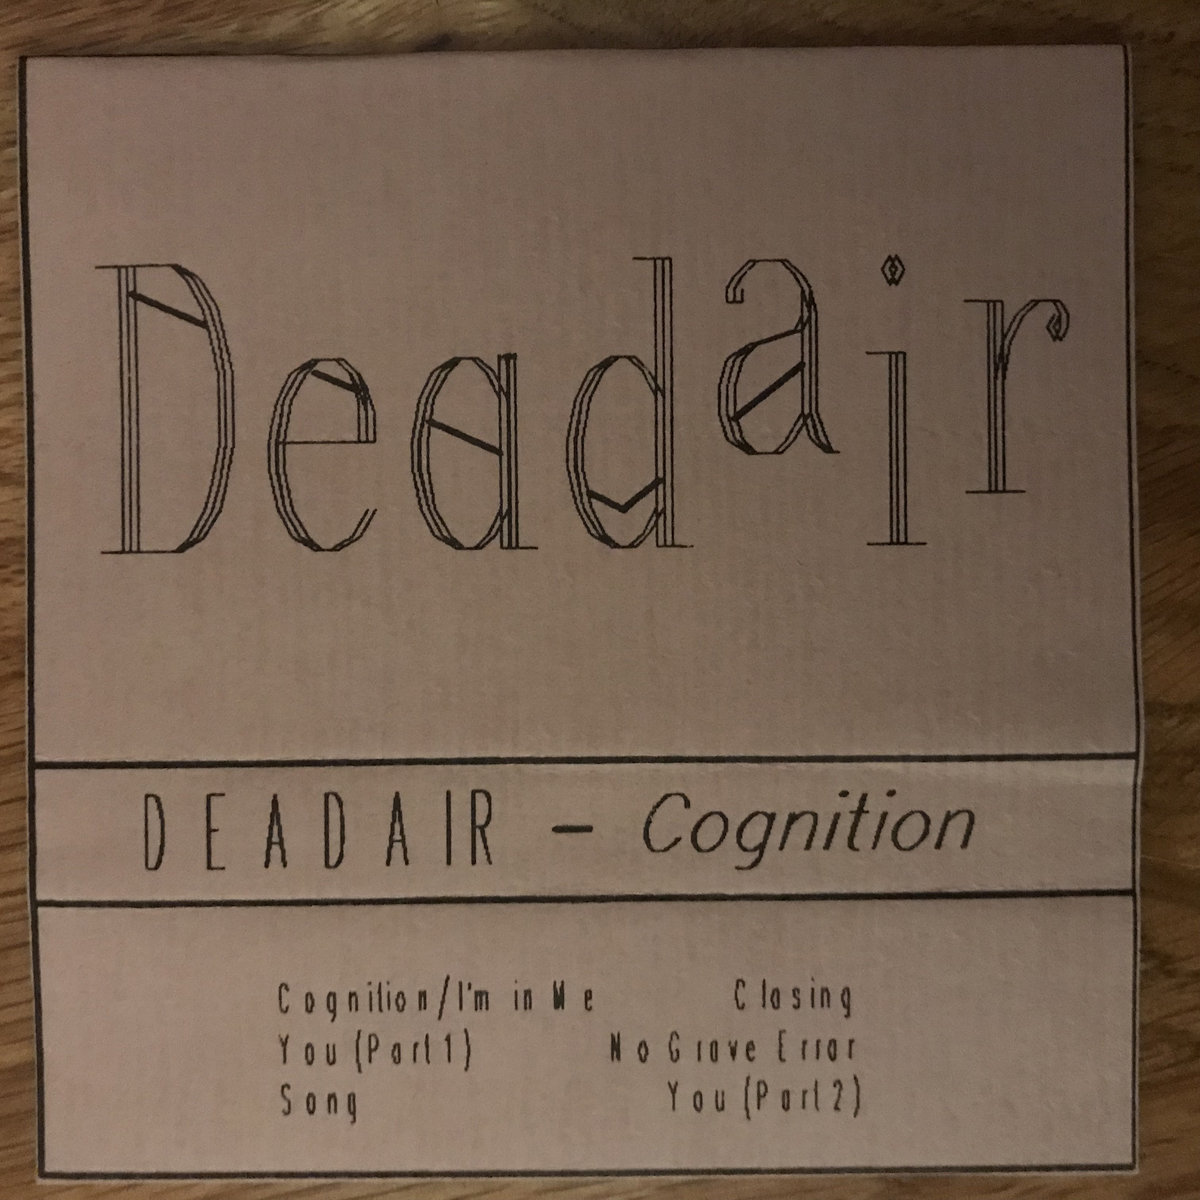 Deadair
DEADAIR – Cognition
Cognition/I'm in Me
You (Part 1)
Song
Closing
No Grave Error
You (Part 2)